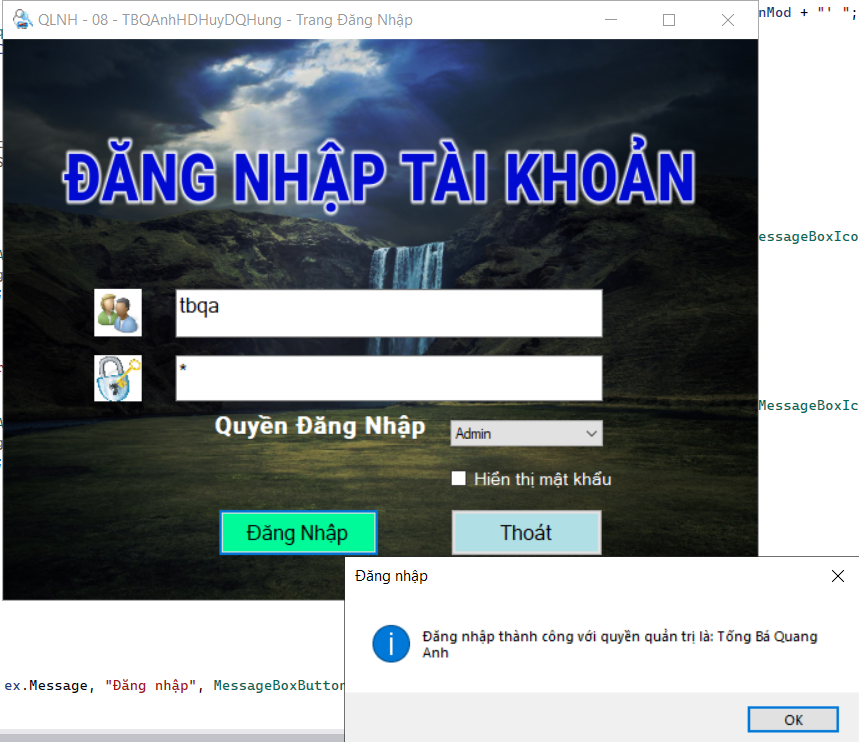 QLNH - 08 - TBQAnhHDHuyDQHung - Trang Đăng Nhập
nMod + "' ";
ĐĂNG NHẬP TÀI KHOẢN
essageBoxIco
tbqa
*
MessageBoxIc
Quyền Đăng Nhập
Admin
Hiển thị mật khẩu
Đăng Nhập
Thoát
Đăng nhập
Đăng nhập thành công với quyền quản trị là: Tống Bá Quang
Anh
ex.Message, "Đăng nhập", MessageBoxButton
OK